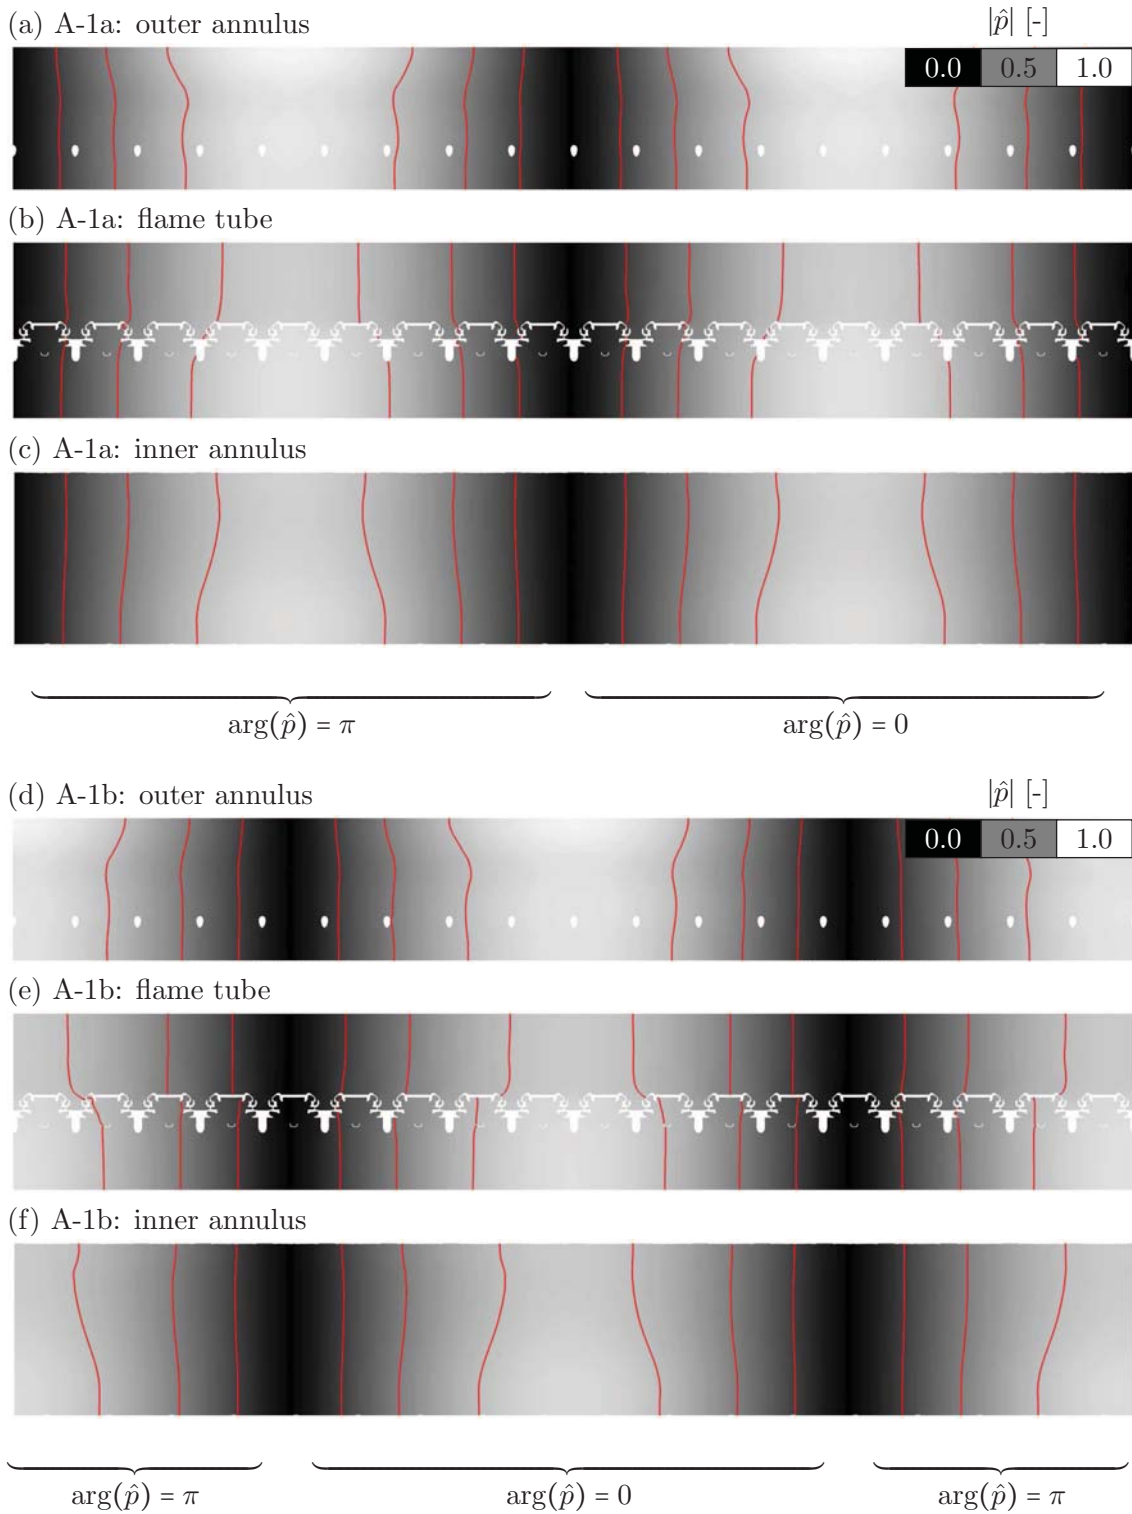 (a) A-1a: outer annulus
|p̂| [-]
0.0 0.5 1.0
(b) A-1a: flame tube
(c) A-1a: inner annulus
arg(p̂) = π arg(p̂) = 0
(d) A-1b: outer annulus
|p̂| [-]
0.0 0.5 1.0
(e) A-1b: flame tube
(f) A-1b: inner annulus
arg(p̂) = π arg(p̂) = 0 arg(p̂) = π